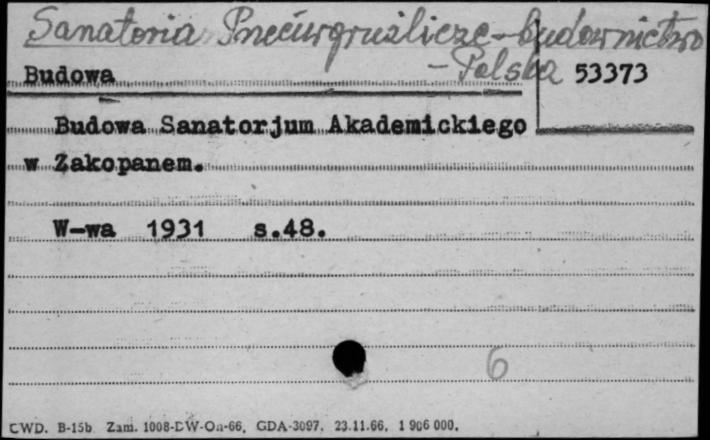 Sanatoria Przeciwgruźlicze - budownictwo
- Polska
Budowa
53373
Budowa Sanatorjum Akademickiego
w Zakopanem.
W-wa 1931 s.48.
6
CWD. B-15b Zam. 1008-DW-On-66, GDA-3097. 23.11.66. 1 906 000.